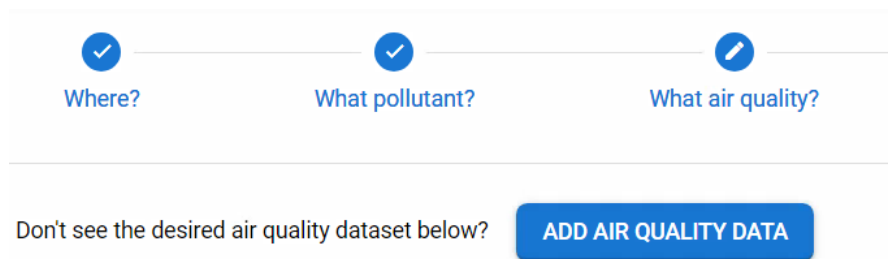 Where?
What pollutant?
What air quality?
Don't see the desired air quality dataset below?
ADD AIR QUALITY DATA